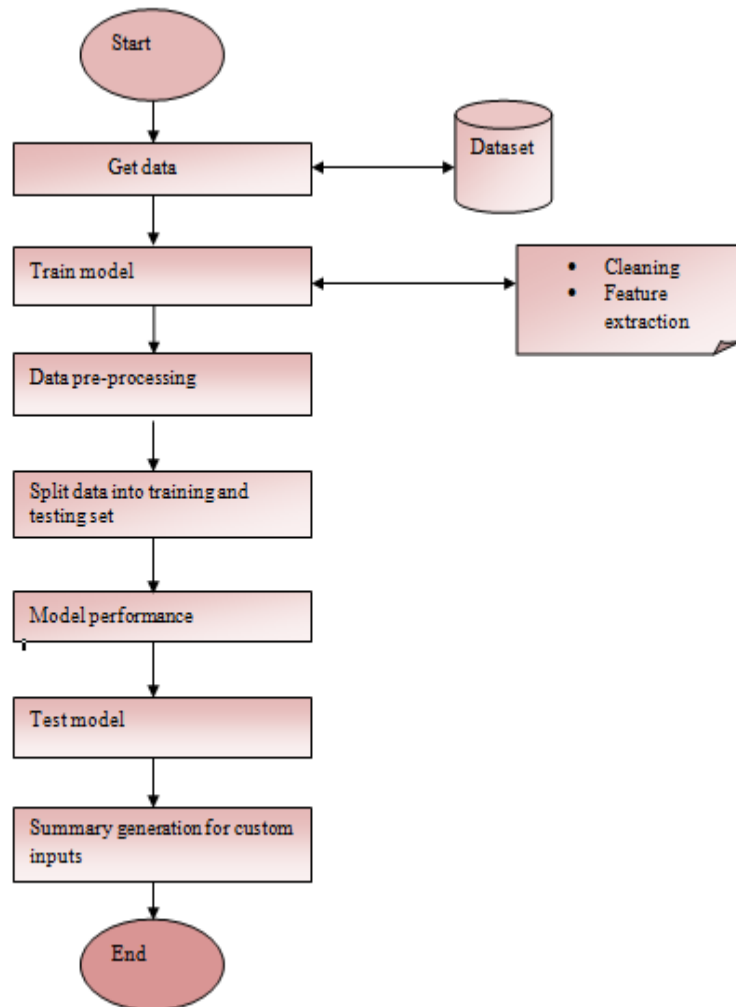 Start
Get data
Dataset
Train model
• Cleaning
• Feature
extraction
Data pre-processing
Split data into training and
testing set
Model performance
Test model
Summary generation for custom
inputs
End